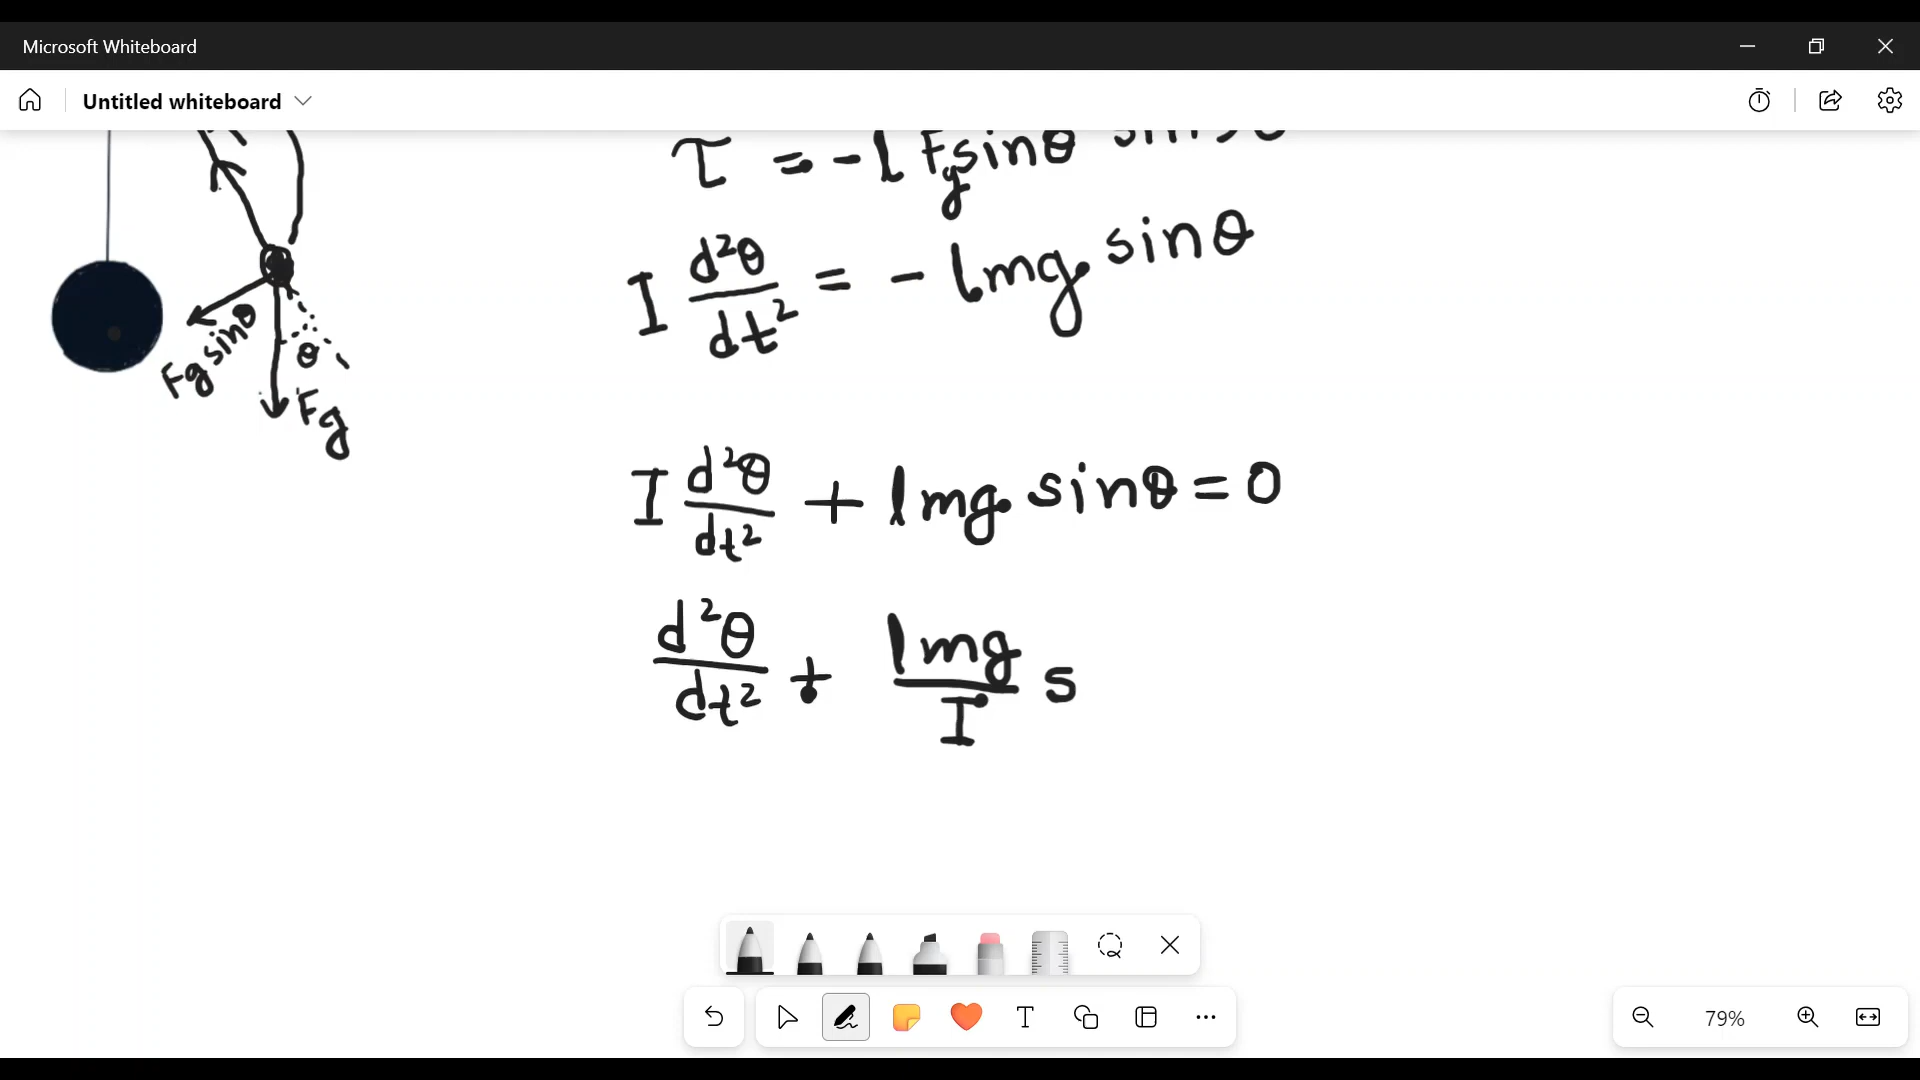 Microsoft Whiteboard
Untitled whiteboard
τ = -l Fg sinθ
I d²θ/dt² = - lmg sinθ
Fg sinθ
θ
Fg
I d²θ/dt² + lmg sinθ = 0
d²θ/dt² + lmg/I s
79%